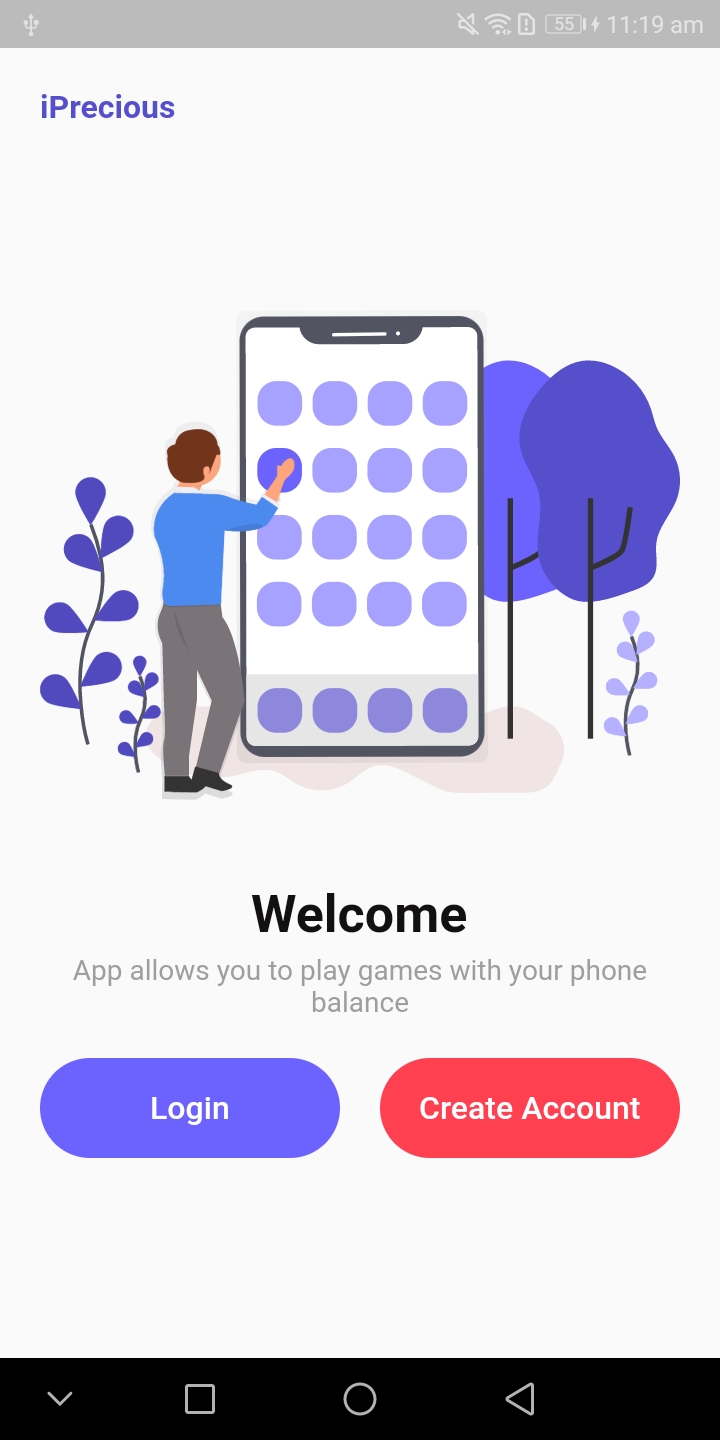 55 11:19 am
iPrecious
Welcome
App allows you to play games with your phone
balance
Login Create Account